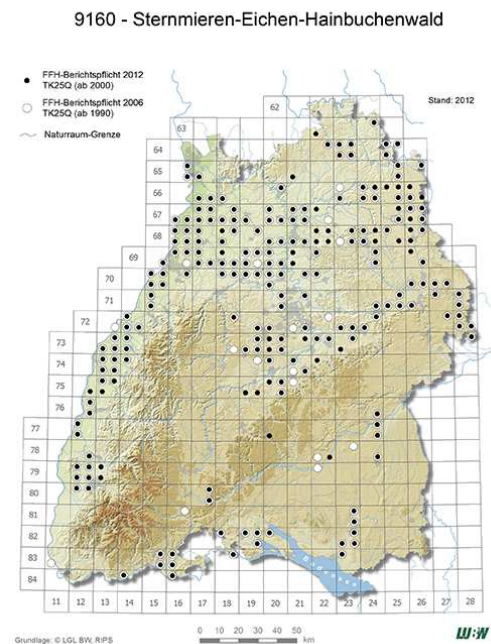 9160 - Sternmieren-Eichen-Hainbuchenwald
FFH-Berichtspflicht 2012
TK25Q (ab 2000)
FFH-Berichtspflicht 2006
TK25Q (ab 1990)
Naturraum-Grenze
Stand: 2012
62
63
64
65
66
67
68
69
70
71
72
73
74
75
76
77
78
79
80
81
82
83
84
11 12 13 14 15 16 17 18 19 20 21 22 23 24 25 26 27 28
0 10 20 30 40 50
km
Grundlage: © LGL BW, RIPS